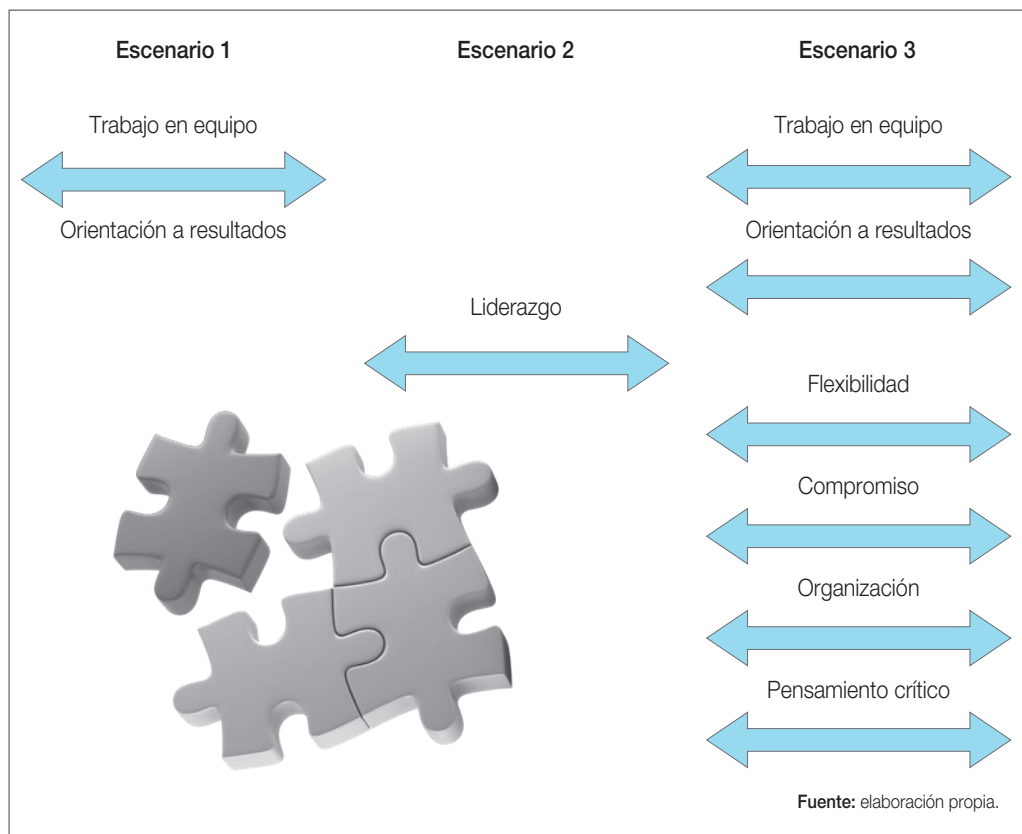 Escenario 1
Escenario 2
Escenario 3
Trabajo en equipo
Orientación a resultados
Liderazgo
Trabajo en equipo
Orientación a resultados
Flexibilidad
Compromiso
Organización
Pensamiento crítico
Fuente: elaboración propia.